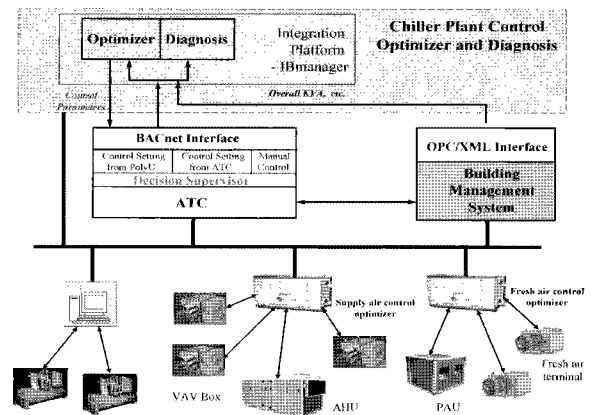 Chiller Plant Control
Optimizer and Diagnosis
Optimizer
Diagnosis
Integration
Platform
- IBmanager
Control
Parameters
Overall KVA, etc.
BACnet Interface
Control Setting
from PolyU
Control Setting
from ATC
Manual
Control
Decision Supervisor
ATC
OPC/XML Interface
Building
Management
System
Supply air control
optimizer
Fresh air control
optimizer
VAV Box
AHU
PAU
Fresh air
terminal